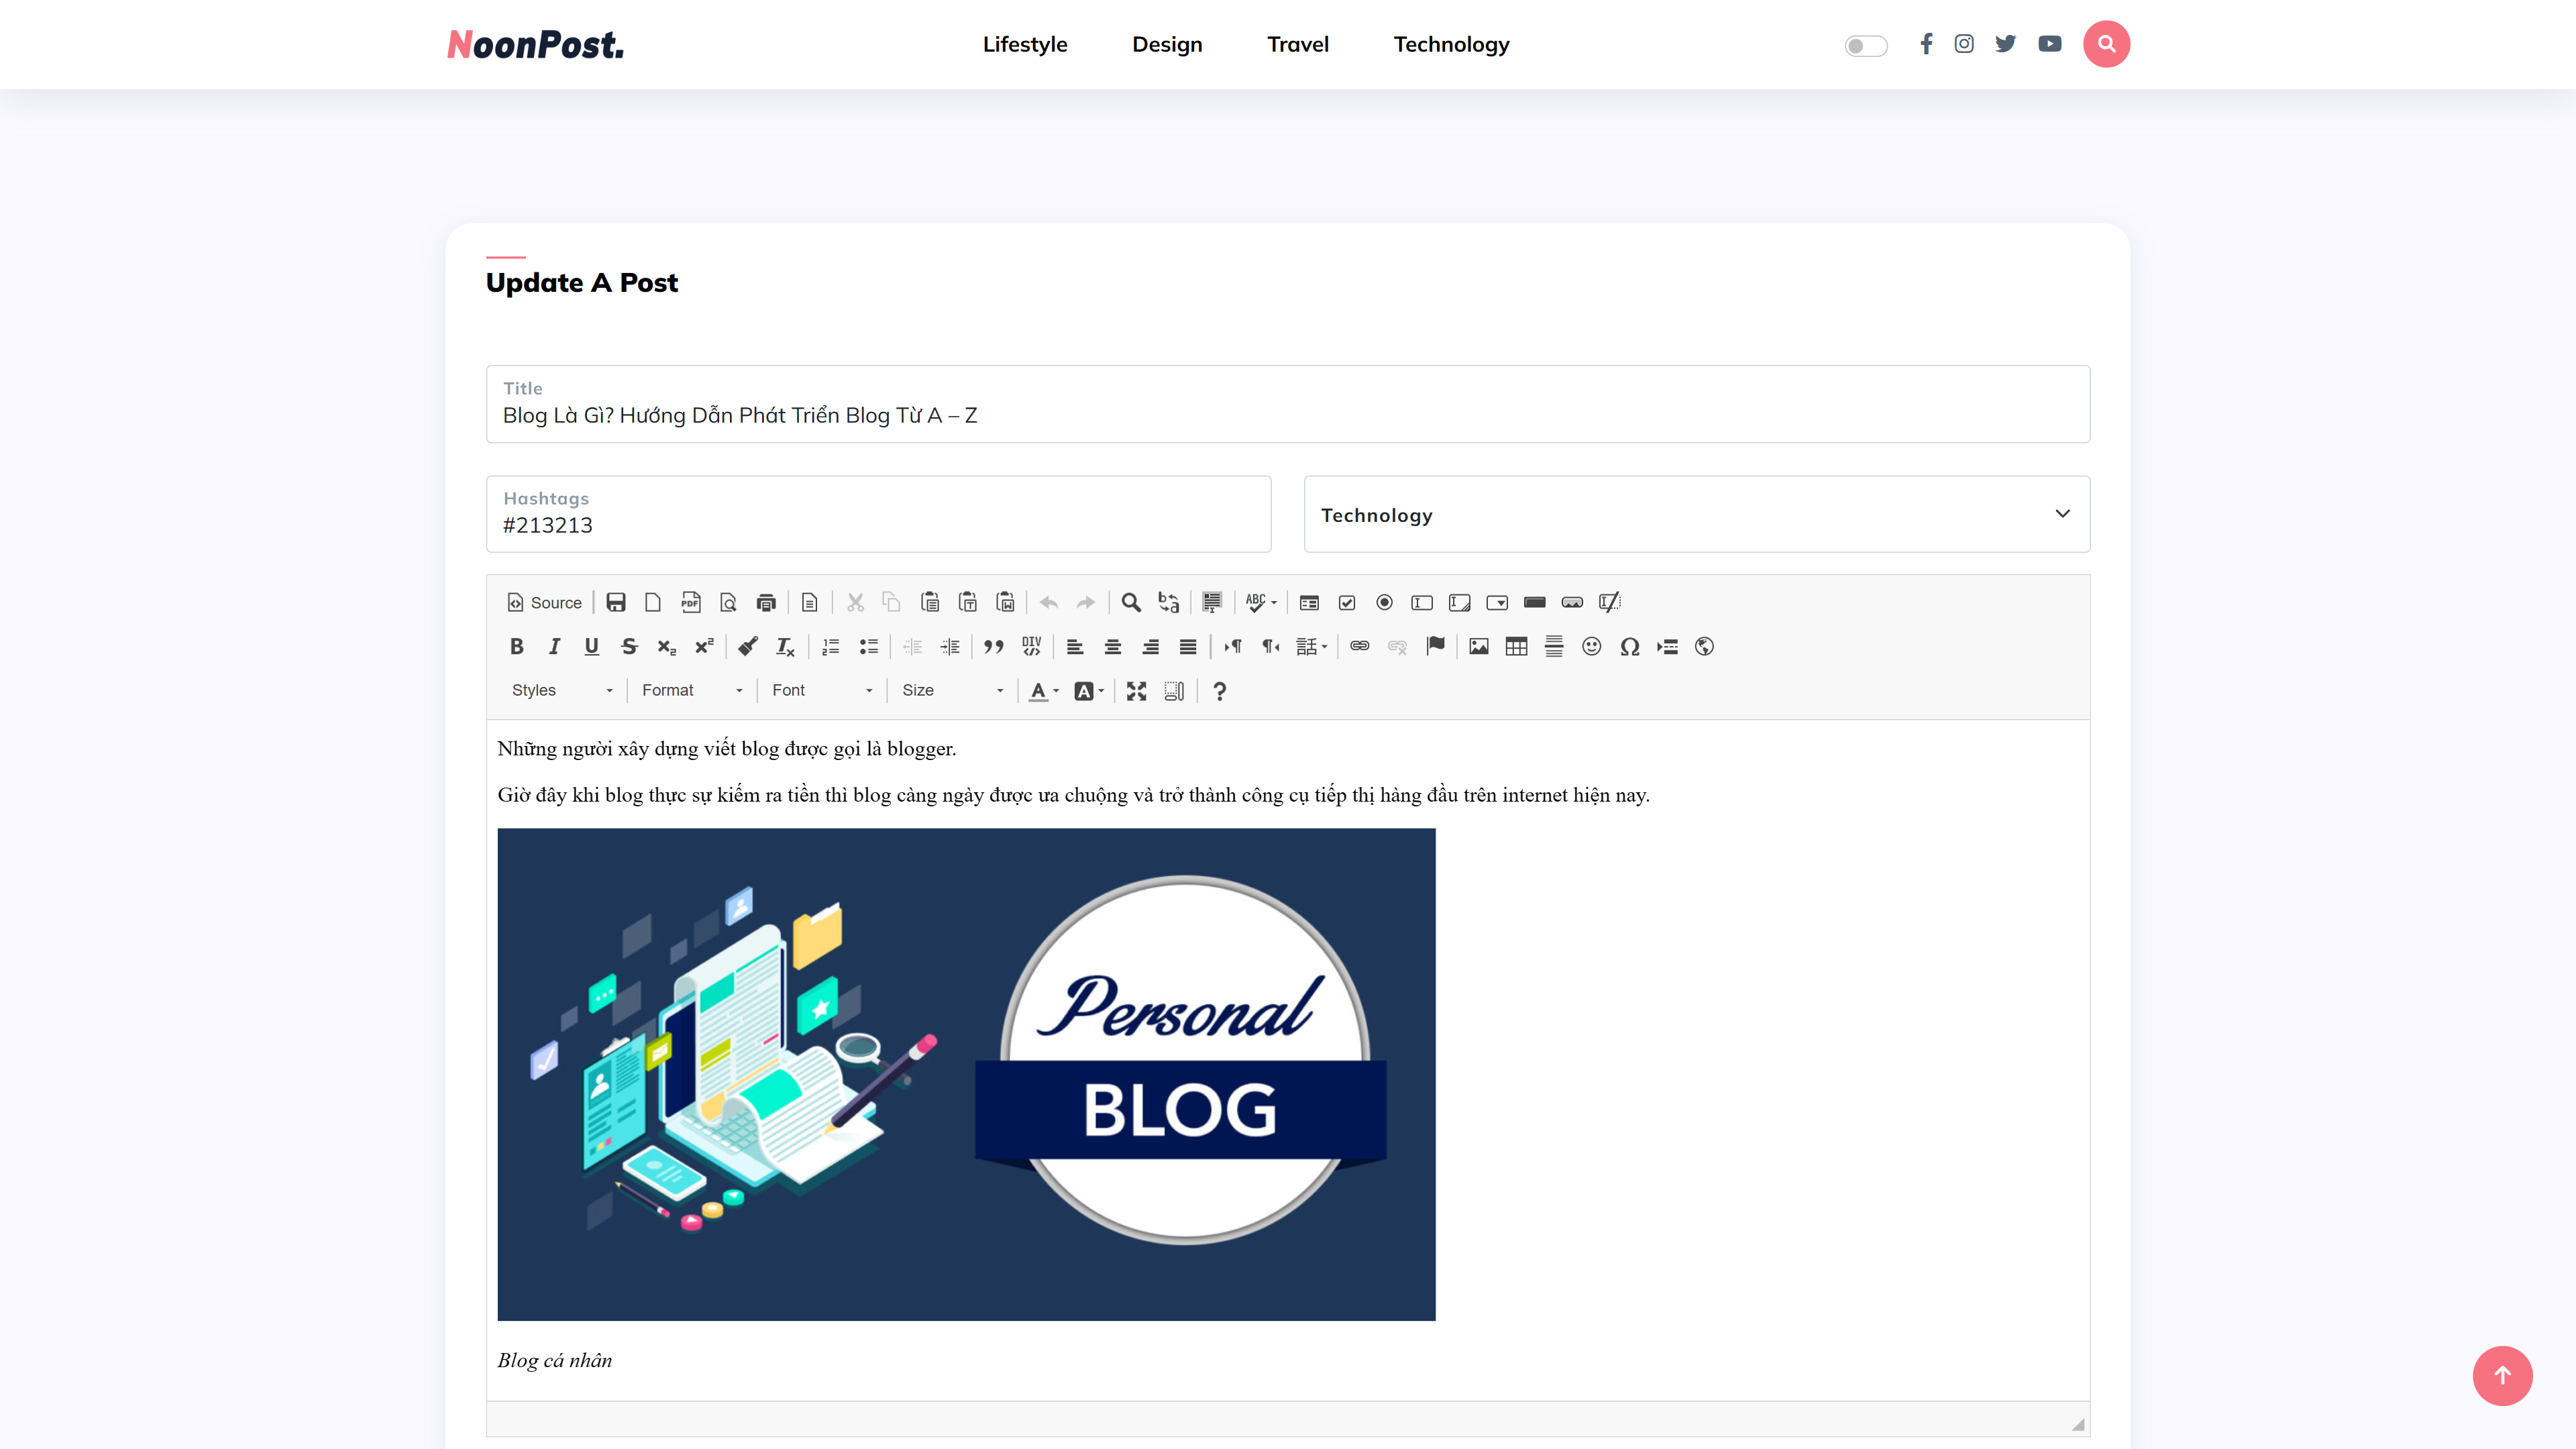 NoonPost.
Lifestyle Design Travel Technology
Update A Post
Title
Blog Là Gì? Hướng Dẫn Phát Triển Blog Từ A – Z
Hashtags
#213213
Technology
Source
Styles Format Font Size
Những người xây dựng viết blog được gọi là blogger.
Giờ đây khi blog thực sự kiếm ra tiền thì blog càng ngày được ưa chuộng và trở thành công cụ tiếp thị hàng đầu trên internet hiện nay.
Personal
BLOG
Blog cá nhân